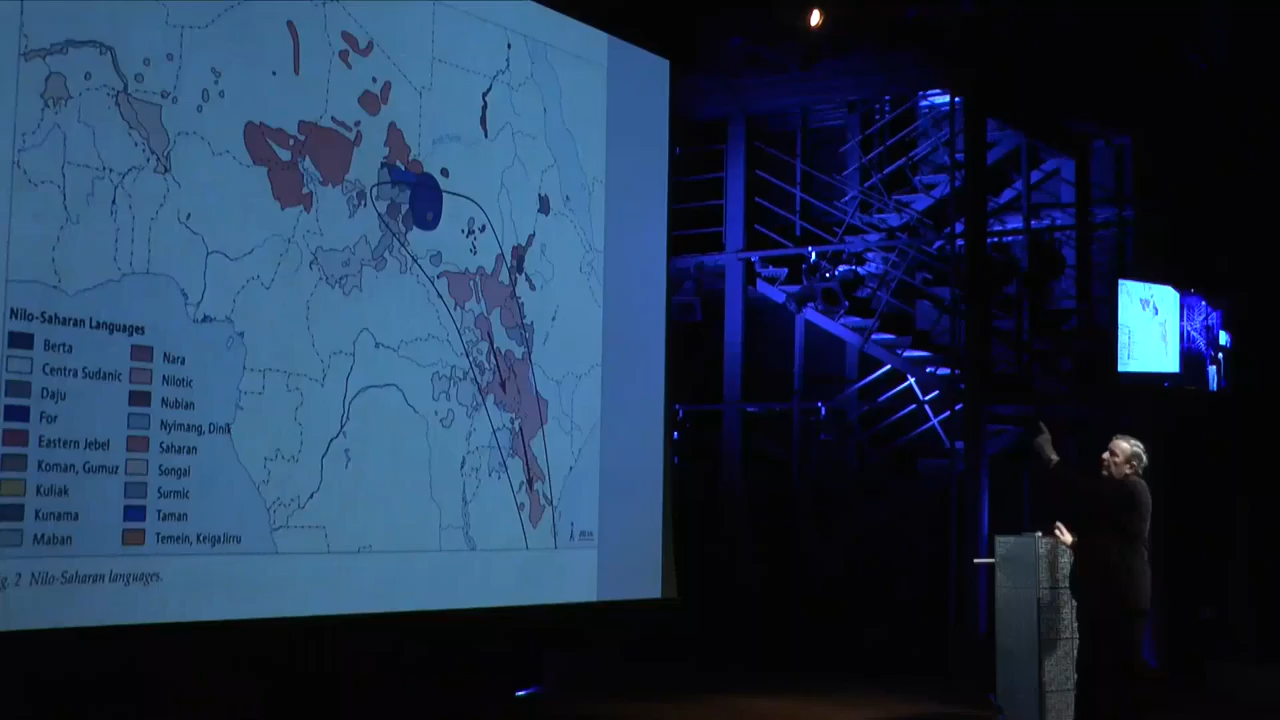 Nilo-Saharan Languages
Berta
Centra Sudanic
Daju
For
Eastern Jebel
Koman, Gumuz
Kuliak
Kunama
Maban
Nara
Nilotic
Nubian
Nyimang, Dinik
Saharan
Songai
Surmic
Taman
Temein, KeigaJirru
g. 2 Nilo-Saharan languages.